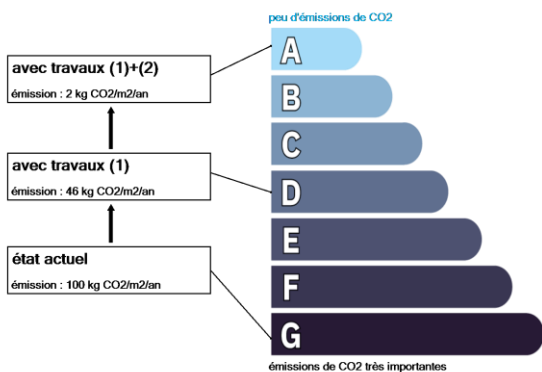 peu d'émissions de CO2
avec travaux (1)+(2)
émission : 2 kg CO2/m2/an
avec travaux (1)
émission : 46 kg CO2/m2/an
état actuel
émission : 100 kg CO2/m2/an
A
B
C
D
E
F
G
émissions de CO2 très importantes